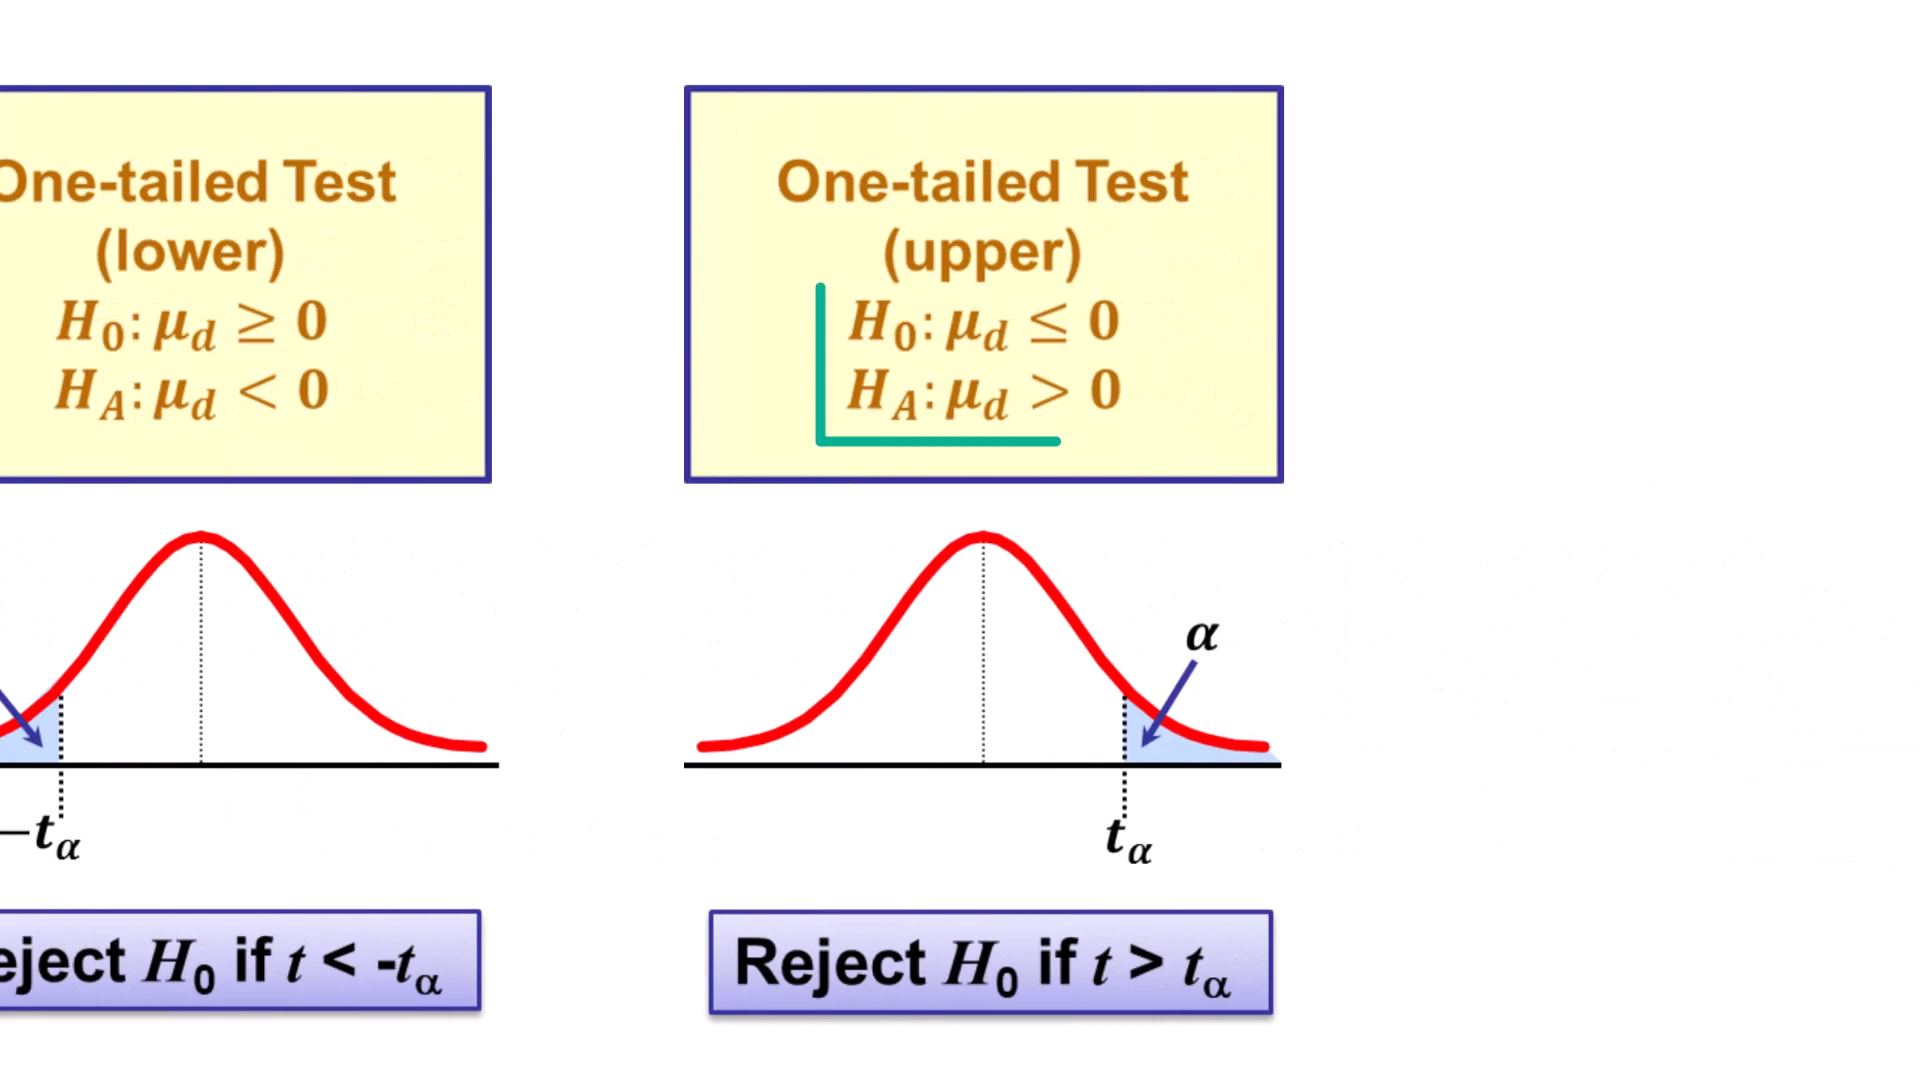 One-tailed Test
(lower)
H₀: μ_d ≥ 0
H_A: μ_d < 0
−t_α
eject H₀ if t < -t_α
One-tailed Test
(upper)
H₀: μ_d ≤ 0
H_A: μ_d > 0
α
t_α
Reject H₀ if t > t_α